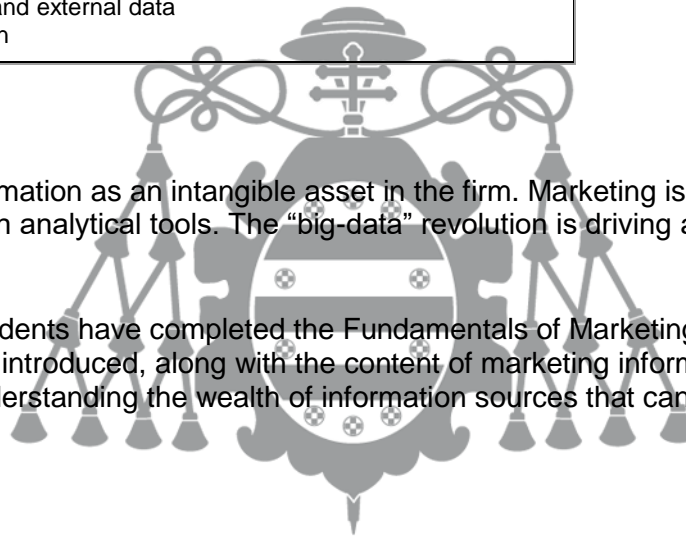 and external data
rmation as an intangible asset in the firm. Marketing is
n analytical tools. The “big-data” revolution is driving a
dents have completed the Fundamentals of Marketing
introduced, along with the content of marketing inform
derstanding the wealth of information sources that can